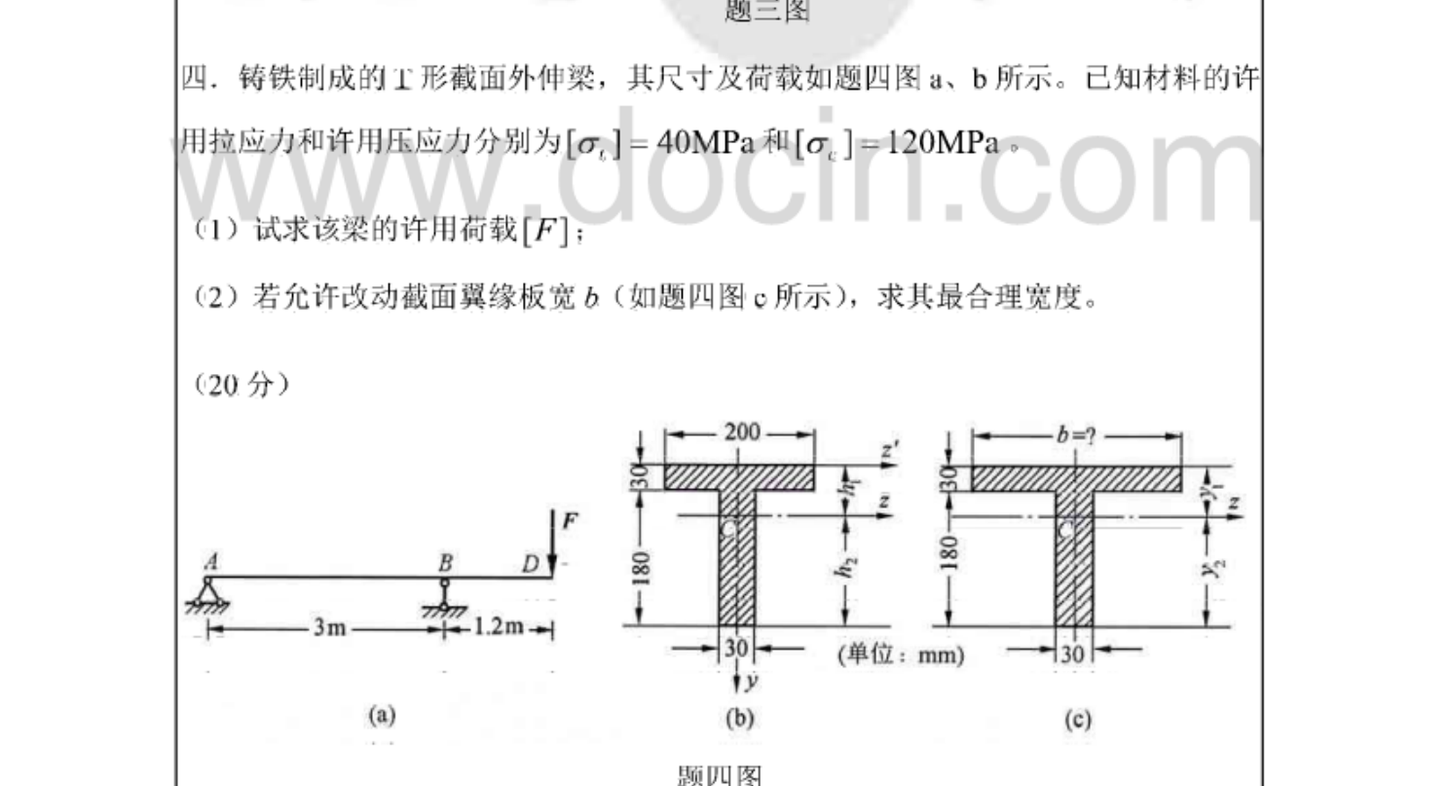 题三图
四．铸铁制成的工形截面外伸梁，其尺寸及荷载如题四图 a、b 所示。已知材料的许
用拉应力和许用压应力分别为[σt] = 40MPa 和[σc] = 120MPa。
www.docin.com
（1）试求该梁的许用荷载[F]；
（2）若允许改动截面翼缘板宽 b（如题四图 c 所示），求其最合理宽度。
（20 分）
A B D F
3m 1.2m
(a)
200
30
180
z'
h1
z
C
h2
30
y
(b)
(单位：mm)
b=?
30
180
y1
z
C
y2
30
(c)
题四图